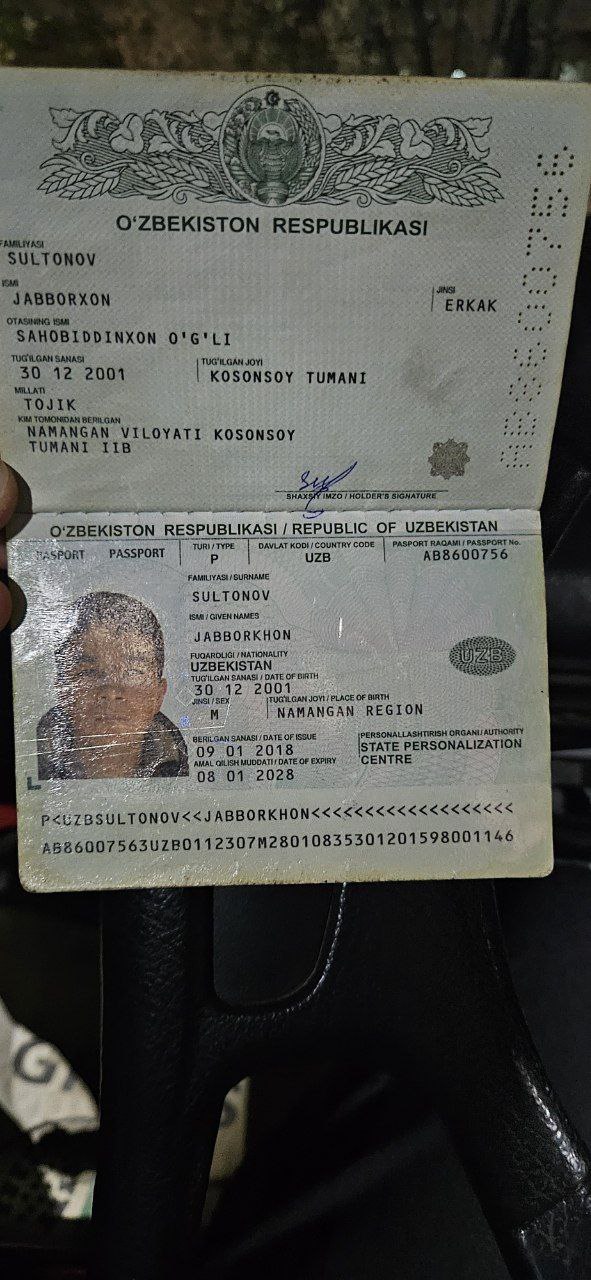 O'ZBEKISTON RESPUBLIKASI
FAMILIYASI
SULTONOV
ISMI
JABBORXON
JINSI
ERKAK
OTASINING ISMI
SAHOBIDDINXON O'G'LI
TUG'ILGAN SANASI
30 12 2001
TUG'ILGAN JOYI
KOSONSOY TUMANI
MILLATI
TOJIK
KIM TOMONIDAN BERILGAN
NAMANGAN VILOYATI KOSONSOY
TUMANI IIB
SHAXSIY IMZO / HOLDER'S SIGNATURE
AB8600756
O'ZBEKISTON RESPUBLIKASI / REPUBLIC OF UZBEKISTAN
PASPORT PASSPORT
TURI / TYPE
P
DAVLAT KODI / COUNTRY CODE
UZB
PASPORT RAQAMI / PASSPORT No.
AB8600756
FAMILIYASI / SURNAME
SULTONOV
ISMI / GIVEN NAMES
JABBORKHON
FUQAROLIGI / NATIONALITY
UZBEKISTAN
TUG'ILGAN SANASI / DATE OF BIRTH
30 12 2001
JINSI / SEX
M
TUG'ILGAN JOYI / PLACE OF BIRTH
NAMANGAN REGION
UZB
BERILGAN SANASI / DATE OF ISSUE
09 01 2018
AMAL QILISH MUDDATI / DATE OF EXPIRY
08 01 2028
PERSONALLASHTIRISH ORGANI / AUTHORITY
STATE PERSONALIZATION
CENTRE
P<UZBSULTONOV<<JABBORKHON<<<<<<<<<<<<<<<<<<<
AB86007563UZB0112307M28010835301201598001146